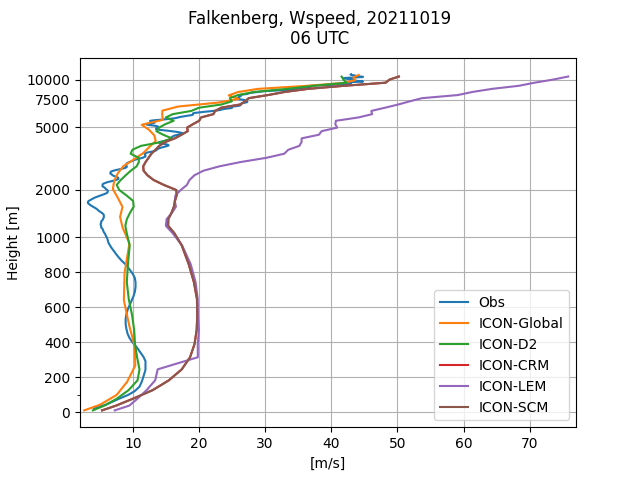 Falkenberg, Wspeed, 20211019
06 UTC
Height [m]
10000
7500
5000
2000
1000
800
600
400
200
0
10 20 30 40 50 60 70
[m/s]
Obs
ICON-Global
ICON-D2
ICON-CRM
ICON-LEM
ICON-SCM